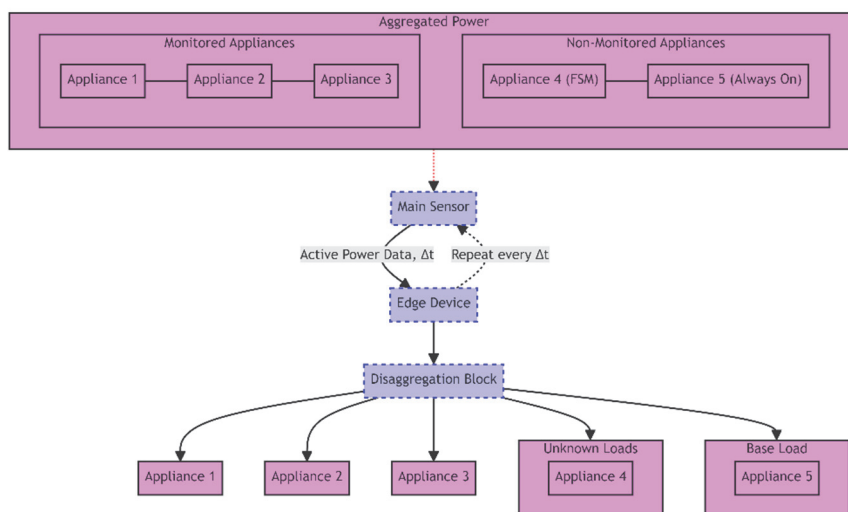 Aggregated Power
Monitored Appliances
Non-Monitored Appliances
Appliance 1
Appliance 2
Appliance 3
Appliance 4 (FSM)
Appliance 5 (Always On)
Main Sensor
Active Power Data, Δt
Repeat every Δt
Edge Device
Disaggregation Block
Appliance 1
Appliance 2
Appliance 3
Unknown Loads
Appliance 4
Base Load
Appliance 5